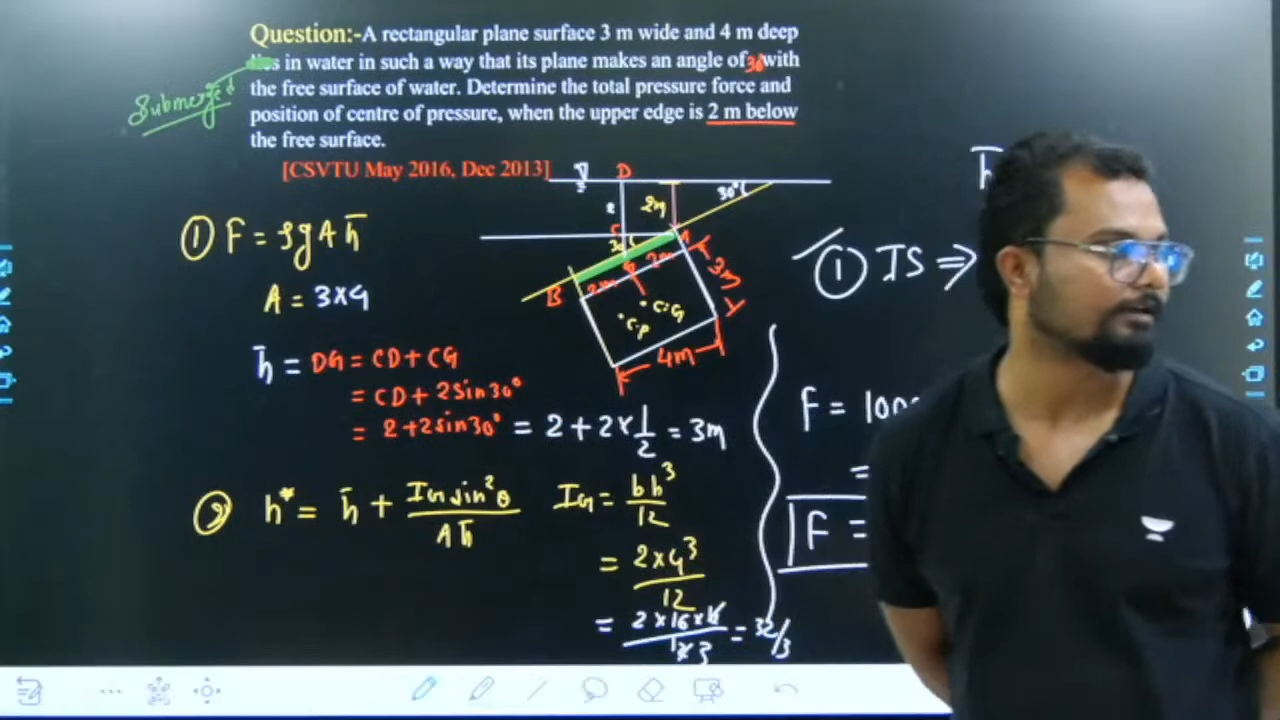 Question:-A rectangular plane surface 3 m wide and 4 m deep
lies in water in such a way that its plane makes an angle of 30 with
Submerged
the free surface of water. Determine the total pressure force and
position of centre of pressure, when the upper edge is 2 m below
the free surface.
[CSVTU May 2016, Dec 2013]
D
30°
2
2m
C
30°
A
G
2m
2m
B
3m
C.G
C.P
4m
① F = ρgAh̄
A = 3×4
h̄ = DG = CD + CG
= CD + 2sin30°
= 2+2sin30° = 2+2×1/2 = 3m
② h* = h̄ + IG sin²θ / Ah̄
IG = bh³/12
= 2×4³/12
= 2×16×4/4×3 = 32/3
h̄
① IS ⇒
F = 100
=
F =